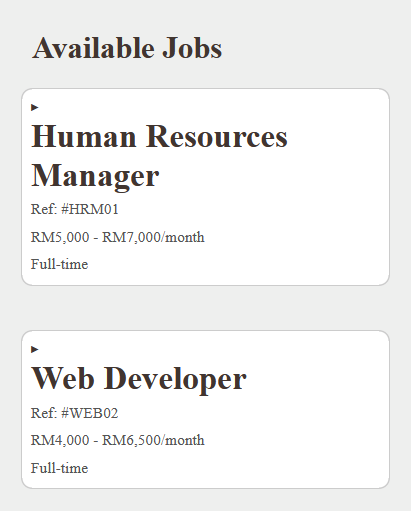 Available Jobs
Human Resources
Manager
Ref: #HRM01
RM5,000 - RM7,000/month
Full-time
Web Developer
Ref: #WEB02
RM4,000 - RM6,500/month
Full-time